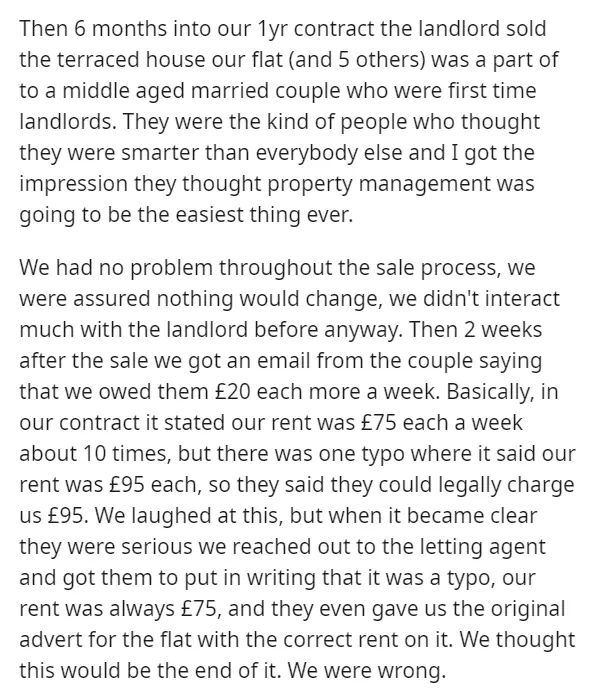 Then 6 months into our 1yr contract the landlord sold
the terraced house our flat (and 5 others) was a part of
to a middle aged married couple who were first time
landlords. They were the kind of people who thought
they were smarter than everybody else and I got the
impression they thought property management was
going to be the easiest thing ever.
We had no problem throughout the sale process, we
were assured nothing would change, we didn't interact
much with the landlord before anyway. Then 2 weeks
after the sale we got an email from the couple saying
that we owed them £20 each more a week. Basically, in
our contract it stated our rent was £75 each a week
about 10 times, but there was one typo where it said our
rent was £95 each, so they said they could legally charge
us £95. We laughed at this, but when it became clear
they were serious we reached out to the letting agent
and got them to put in writing that it was a typo, our
rent was always £75, and they even gave us the original
advert for the flat with the correct rent on it. We thought
this would be the end of it. We were wrong.